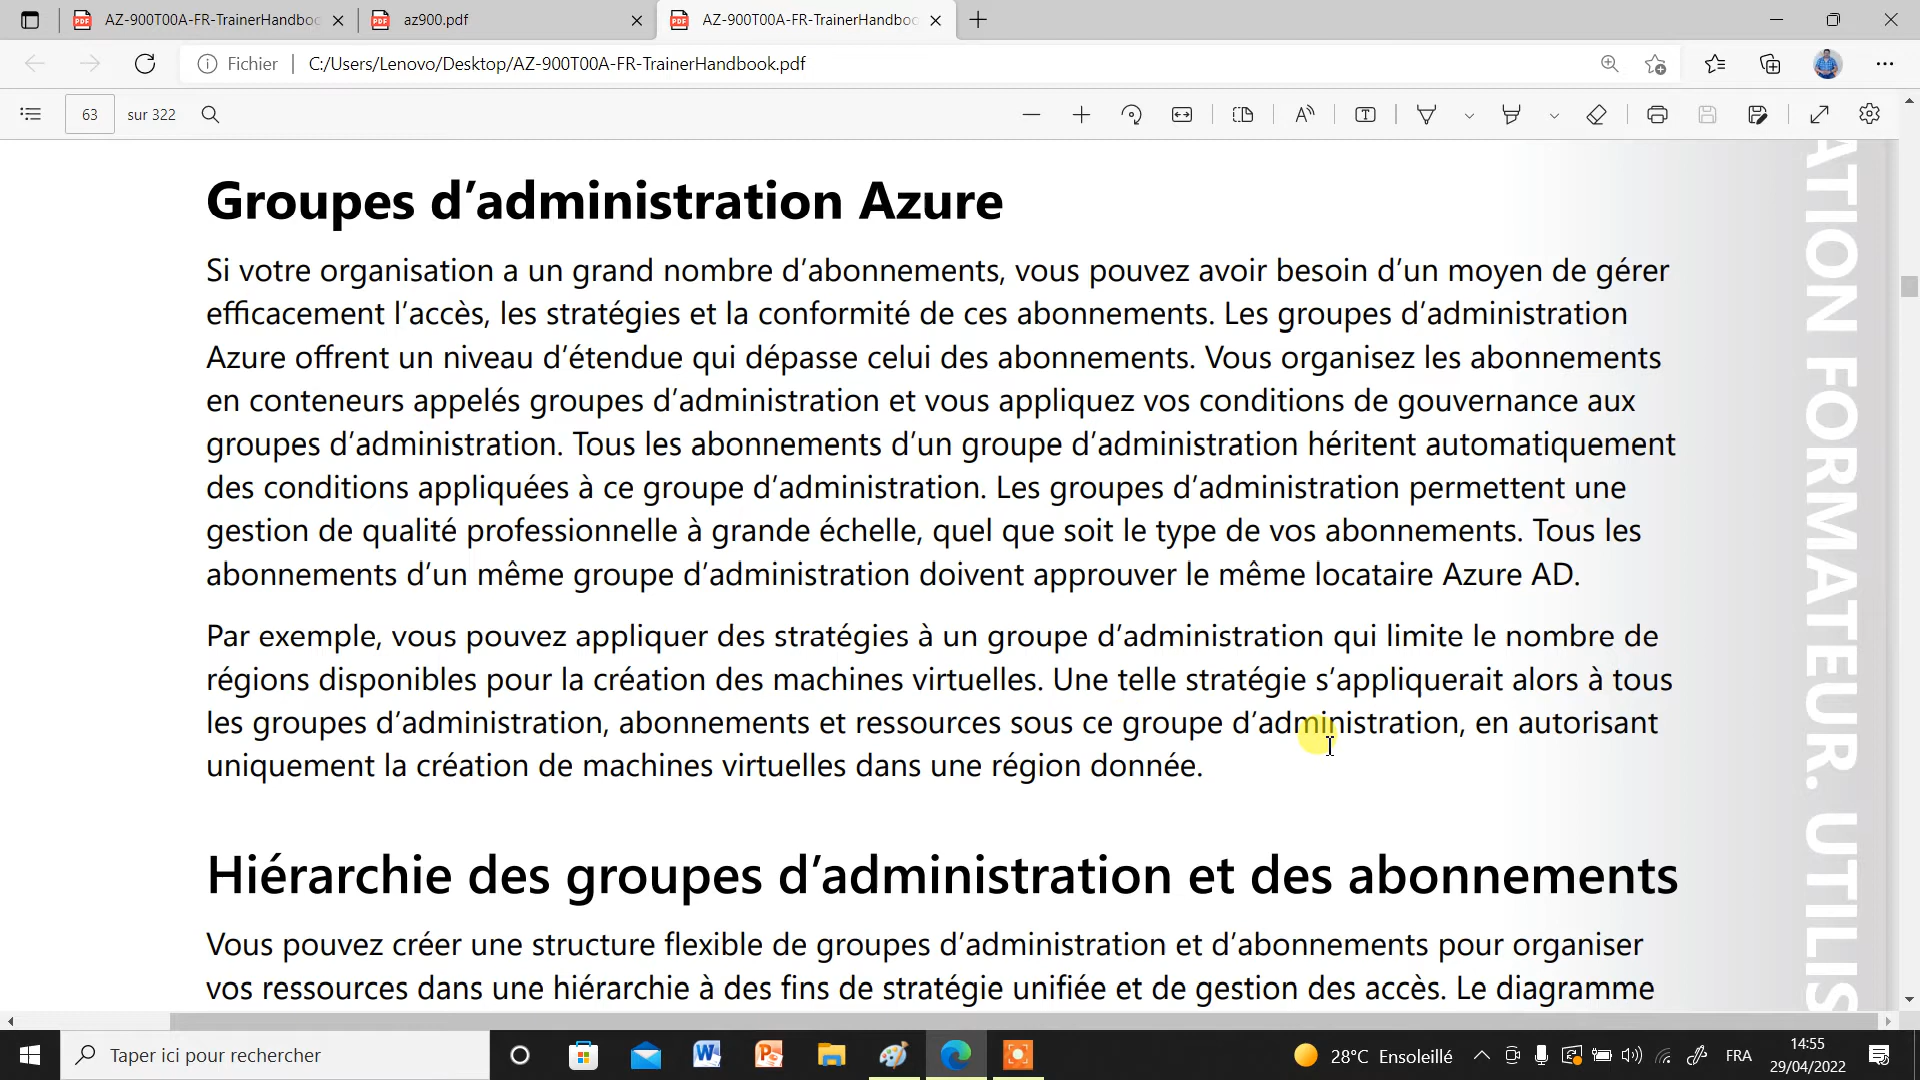 AZ-900T00A-FR-TrainerHandboo
az900.pdf
AZ-900T00A-FR-TrainerHandboo
Fichier
C:/Users/Lenovo/Desktop/AZ-900T00A-FR-TrainerHandbook.pdf
63
sur 322
Groupes d’administration Azure
Si votre organisation a un grand nombre d’abonnements, vous pouvez avoir besoin d’un moyen de gérer
efficacement l’accès, les stratégies et la conformité de ces abonnements. Les groupes d’administration
Azure offrent un niveau d’étendue qui dépasse celui des abonnements. Vous organisez les abonnements
en conteneurs appelés groupes d’administration et vous appliquez vos conditions de gouvernance aux
groupes d’administration. Tous les abonnements d’un groupe d’administration héritent automatiquement
des conditions appliquées à ce groupe d’administration. Les groupes d’administration permettent une
gestion de qualité professionnelle à grande échelle, quel que soit le type de vos abonnements. Tous les
abonnements d’un même groupe d’administration doivent approuver le même locataire Azure AD.
Par exemple, vous pouvez appliquer des stratégies à un groupe d’administration qui limite le nombre de
régions disponibles pour la création des machines virtuelles. Une telle stratégie s’appliquerait alors à tous
les groupes d’administration, abonnements et ressources sous ce groupe d’administration, en autorisant
uniquement la création de machines virtuelles dans une région donnée.
Hiérarchie des groupes d’administration et des abonnements
Vous pouvez créer une structure flexible de groupes d’administration et d’abonnements pour organiser
vos ressources dans une hiérarchie à des fins de stratégie unifiée et de gestion des accès. Le diagramme
ATION FORMATEUR. UTILIS
Taper ici pour rechercher
28°C Ensoleillé
FRA
14:55
29/04/2022